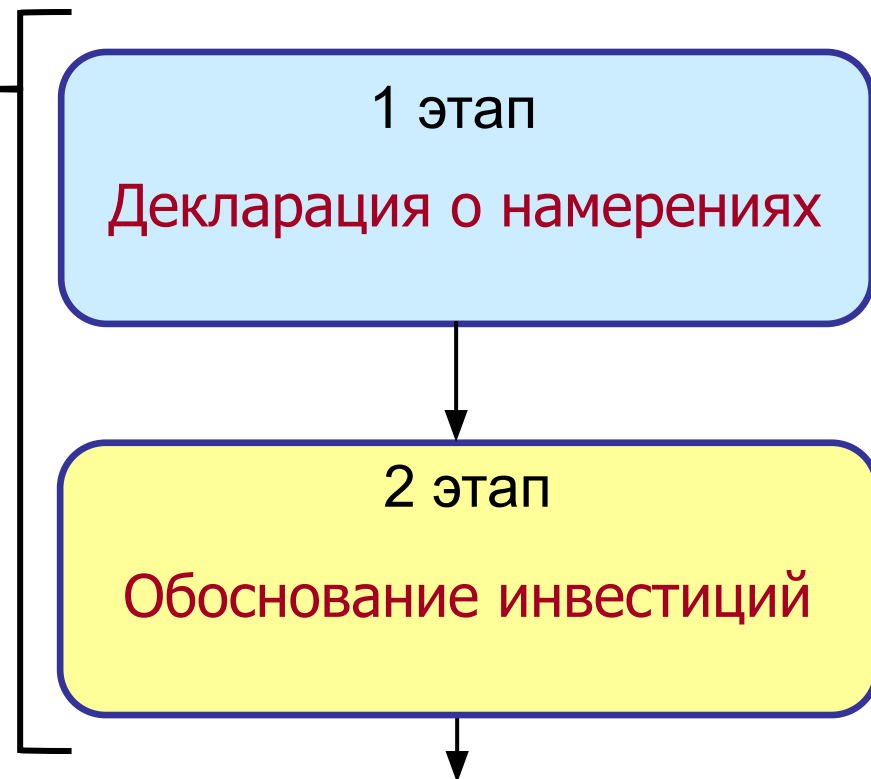 1 этап
Декларация о намерениях
2 этап
Обоснование инвестиций